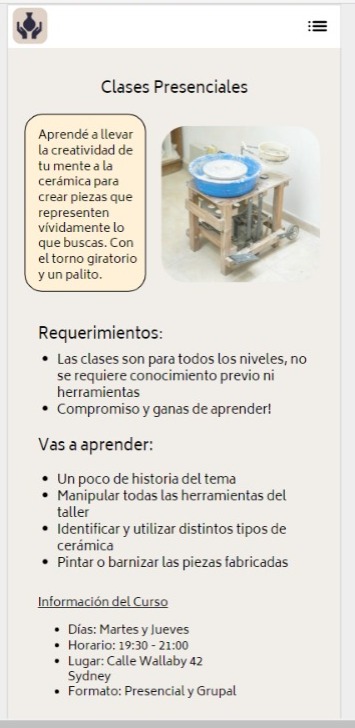 Clases Presenciales
Aprendé a llevar
la creatividad de
tu mente a la
cerámica para
crear piezas que
representen
vívidamente lo
que buscas. Con
el torno giratorio
y un palito.
Requerimientos:
• Las clases son para todos los niveles, no
se requiere conocimiento previo ni
herramientas
• Compromiso y ganas de aprender!
Vas a aprender:
• Un poco de historia del tema
• Manipular todas las herramientas del
taller
• Identificar y utilizar distintos tipos de
cerámica
• Pintar o barnizar las piezas fabricadas
Información del Curso
• Días: Martes y Jueves
• Horario: 19:30 - 21:00
• Lugar: Calle Wallaby 42
Sydney
• Formato: Presencial y Grupal